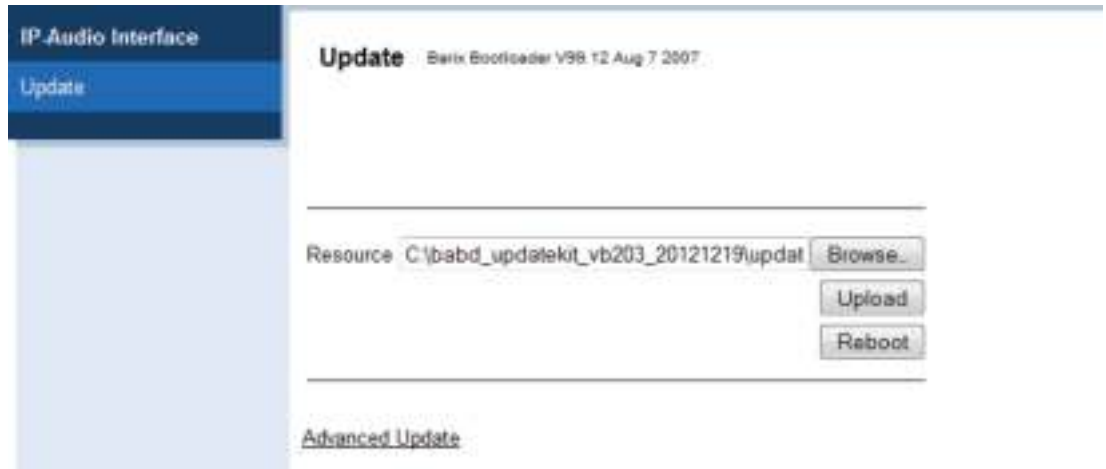 IP-Audio Interface
Update
Update Barix Bootloader V99.12 Aug 7 2007
Resource C:\babd_updatekit_vb203_20121219\updat Browse..
Upload
Reboot
Advanced Update